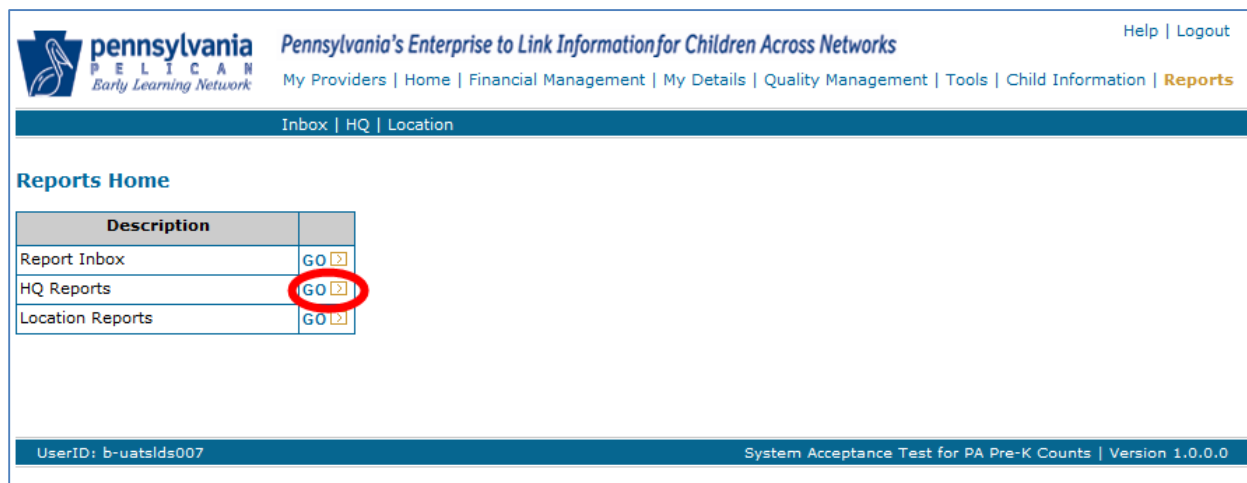 Help | Logout
pennsylvania
PELICAN
Early Learning Network
Pennsylvania's Enterprise to Link Information for Children Across Networks
My Providers | Home | Financial Management | My Details | Quality Management | Tools | Child Information | Reports
Inbox | HQ | Location
Reports Home
Description
Report Inbox GO
HQ Reports GO
Location Reports GO
UserID: b-uatslds007 System Acceptance Test for PA Pre-K Counts | Version 1.0.0.0